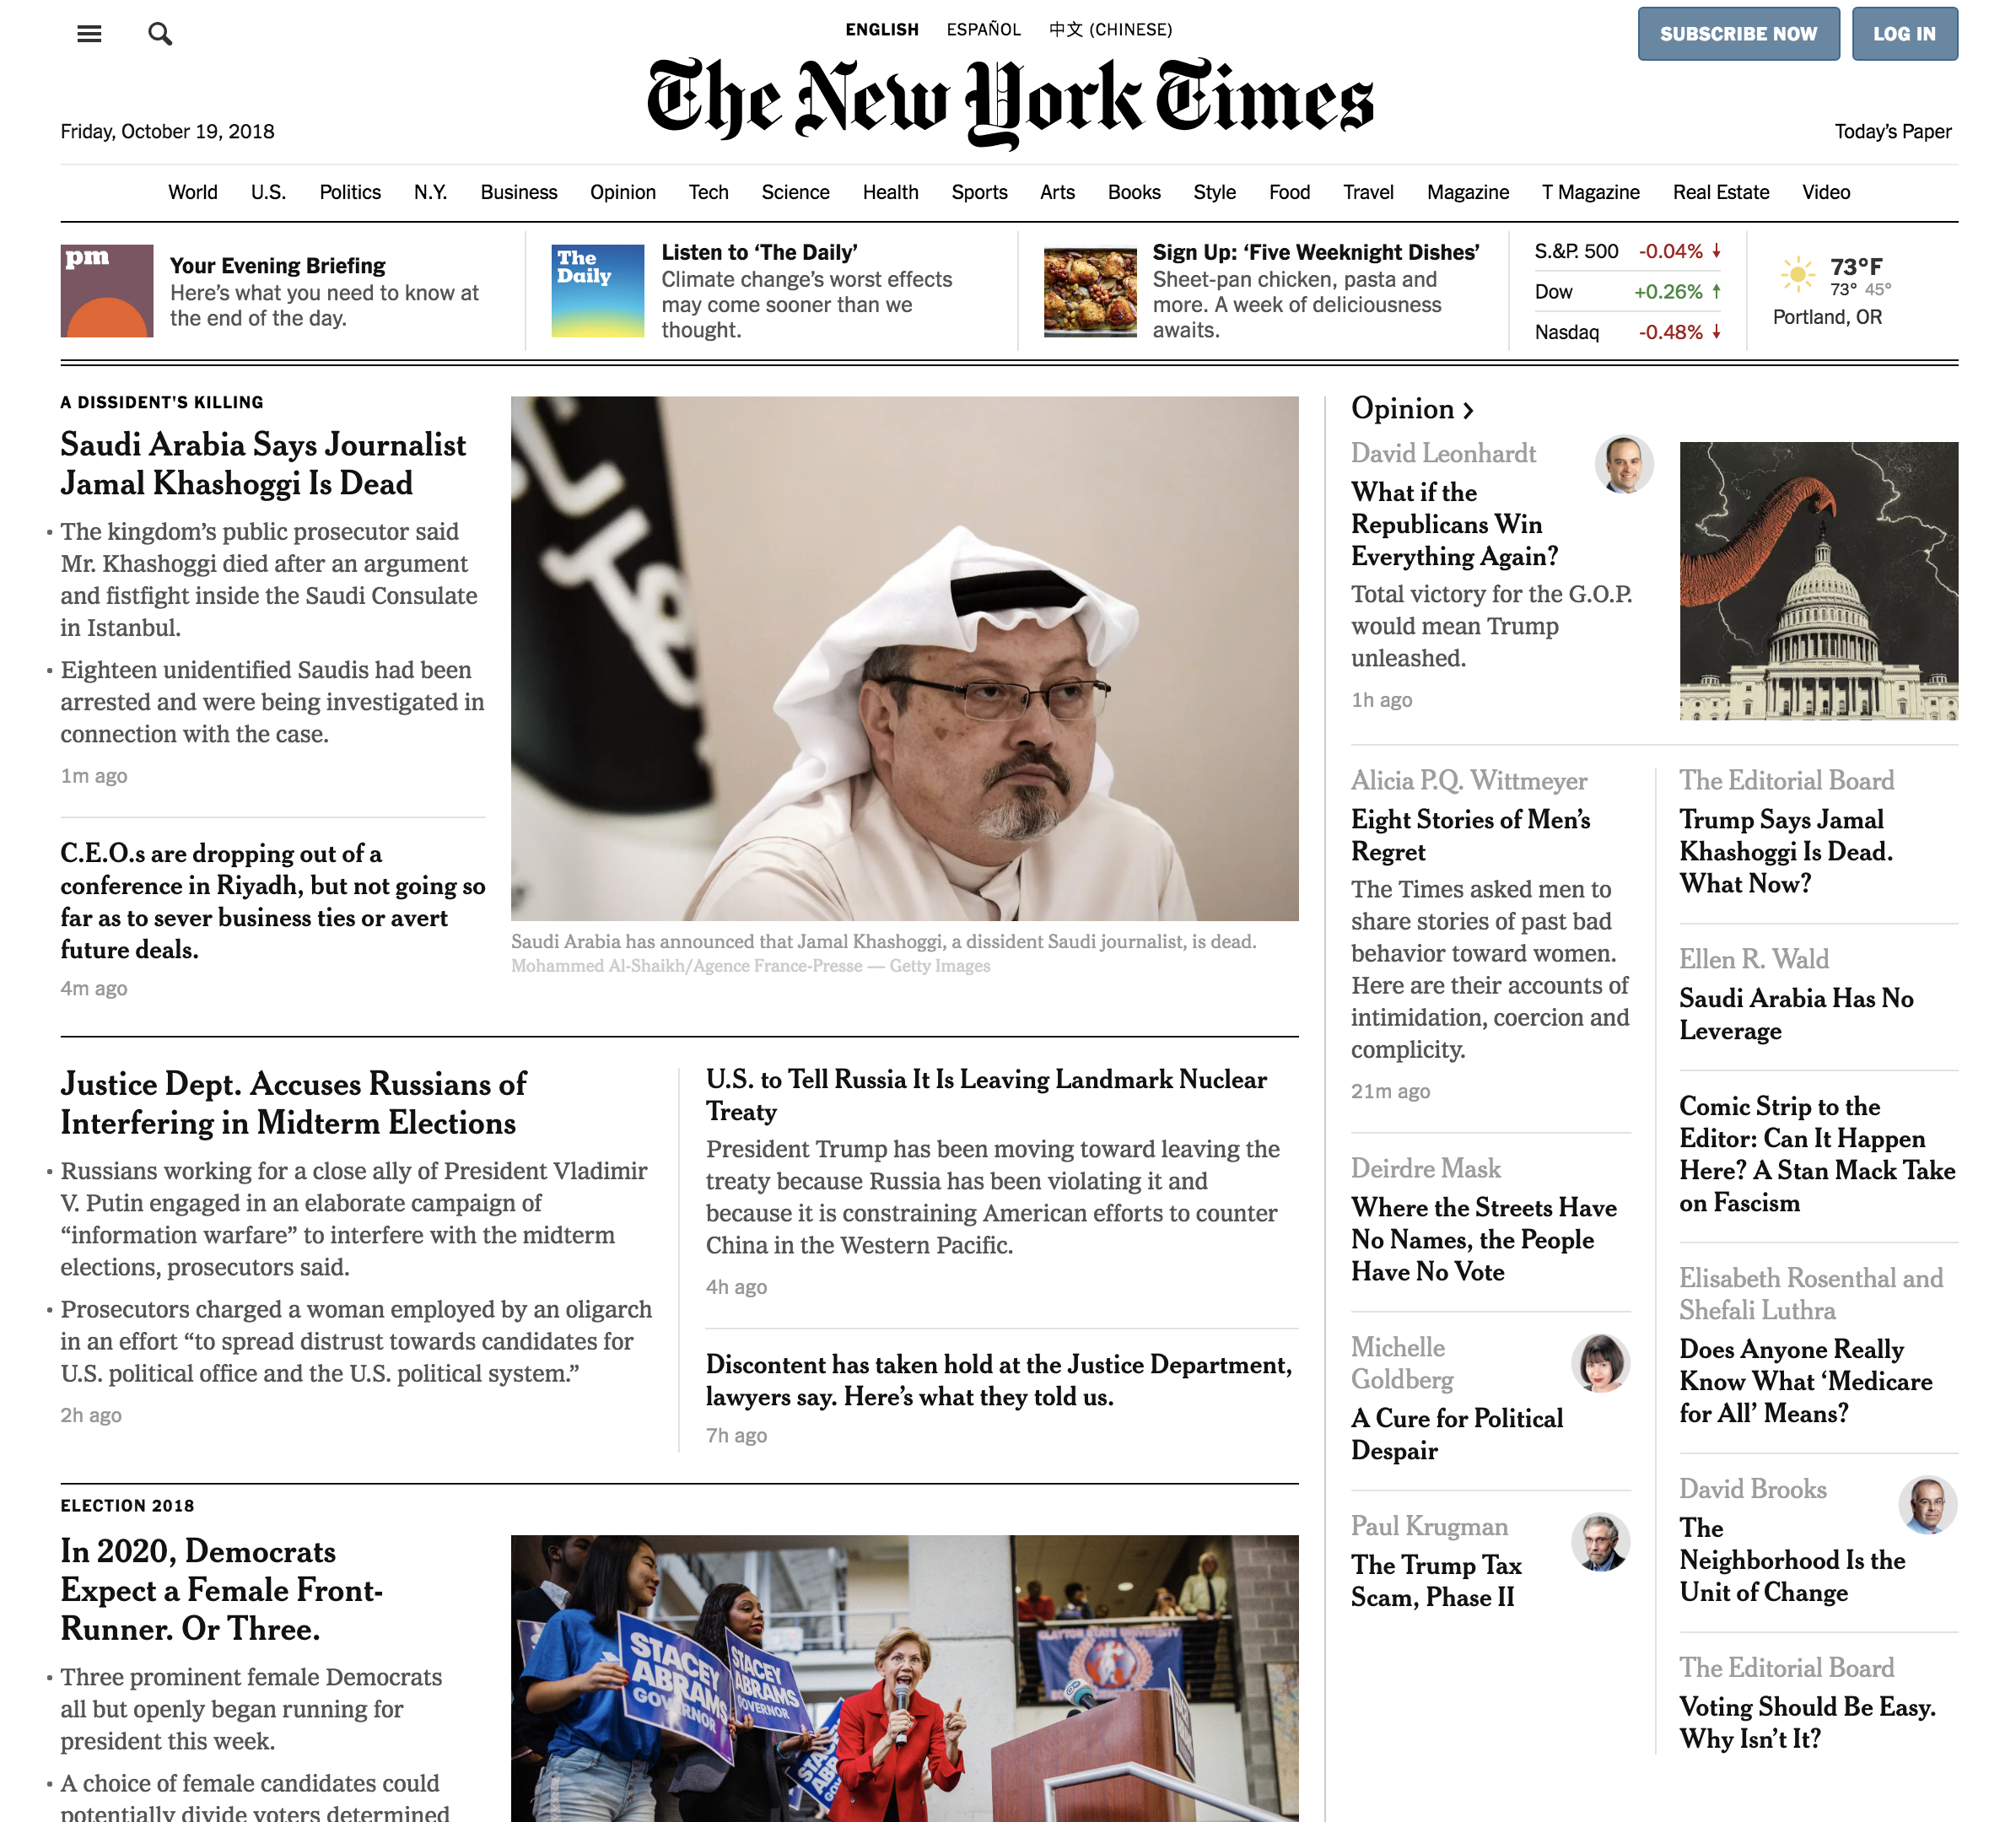 ENGLISH ESPAÑOL 中文 (CHINESE)
SUBSCRIBE NOW LOG IN
The New York Times
Friday, October 19, 2018
Today's Paper
World U.S. Politics N.Y. Business Opinion Tech Science Health Sports Arts Books Style Food Travel Magazine T Magazine Real Estate Video
pm
Your Evening Briefing
Here's what you need to know at
the end of the day.
The
Daily
Listen to ‘The Daily’
Climate change's worst effects
may come sooner than we
thought.
Sign Up: ‘Five Weeknight Dishes’
Sheet-pan chicken, pasta and
more. A week of deliciousness
awaits.
S.&P. 500 -0.04% ↓
Dow +0.26% ↑
Nasdaq -0.48% ↓
73°F
73° 45°
Portland, OR
A DISSIDENT'S KILLING
Saudi Arabia Says Journalist
Jamal Khashoggi Is Dead
• The kingdom’s public prosecutor said
Mr. Khashoggi died after an argument
and fistfight inside the Saudi Consulate
in Istanbul.
• Eighteen unidentified Saudis had been
arrested and were being investigated in
connection with the case.
1m ago
C.E.O.s are dropping out of a
conference in Riyadh, but not going so
far as to sever business ties or avert
future deals.
4m ago
Saudi Arabia has announced that Jamal Khashoggi, a dissident Saudi journalist, is dead.
Mohammed Al-Shaikh/Agence France-Presse — Getty Images
Justice Dept. Accuses Russians of
Interfering in Midterm Elections
• Russians working for a close ally of President Vladimir
V. Putin engaged in an elaborate campaign of
“information warfare” to interfere with the midterm
elections, prosecutors said.
• Prosecutors charged a woman employed by an oligarch
in an effort “to spread distrust towards candidates for
U.S. political office and the U.S. political system.”
2h ago
U.S. to Tell Russia It Is Leaving Landmark Nuclear
Treaty
President Trump has been moving toward leaving the
treaty because Russia has been violating it and
because it is constraining American efforts to counter
China in the Western Pacific.
4h ago
Discontent has taken hold at the Justice Department,
lawyers say. Here’s what they told us.
7h ago
ELECTION 2018
In 2020, Democrats
Expect a Female Front-
Runner. Or Three.
• Three prominent female Democrats
all but openly began running for
president this week.
• A choice of female candidates could
potentially divide voters determined
STACEY
ABRAMS
GOVERNOR
STACEY
ABRAMS
GOVERNOR
CLAYTON STATE UNIVERSITY
Opinion ›
David Leonhardt
What if the
Republicans Win
Everything Again?
Total victory for the G.O.P.
would mean Trump
unleashed.
1h ago
Alicia P.Q. Wittmeyer
Eight Stories of Men’s
Regret
The Times asked men to
share stories of past bad
behavior toward women.
Here are their accounts of
intimidation, coercion and
complicity.
21m ago
Deirdre Mask
Where the Streets Have
No Names, the People
Have No Vote
Michelle
Goldberg
A Cure for Political
Despair
Paul Krugman
The Trump Tax
Scam, Phase II
The Editorial Board
Trump Says Jamal
Khashoggi Is Dead.
What Now?
Ellen R. Wald
Saudi Arabia Has No
Leverage
Comic Strip to the
Editor: Can It Happen
Here? A Stan Mack Take
on Fascism
Elisabeth Rosenthal and
Shefali Luthra
Does Anyone Really
Know What ‘Medicare
for All’ Means?
David Brooks
The
Neighborhood Is the
Unit of Change
The Editorial Board
Voting Should Be Easy.
Why Isn’t It?